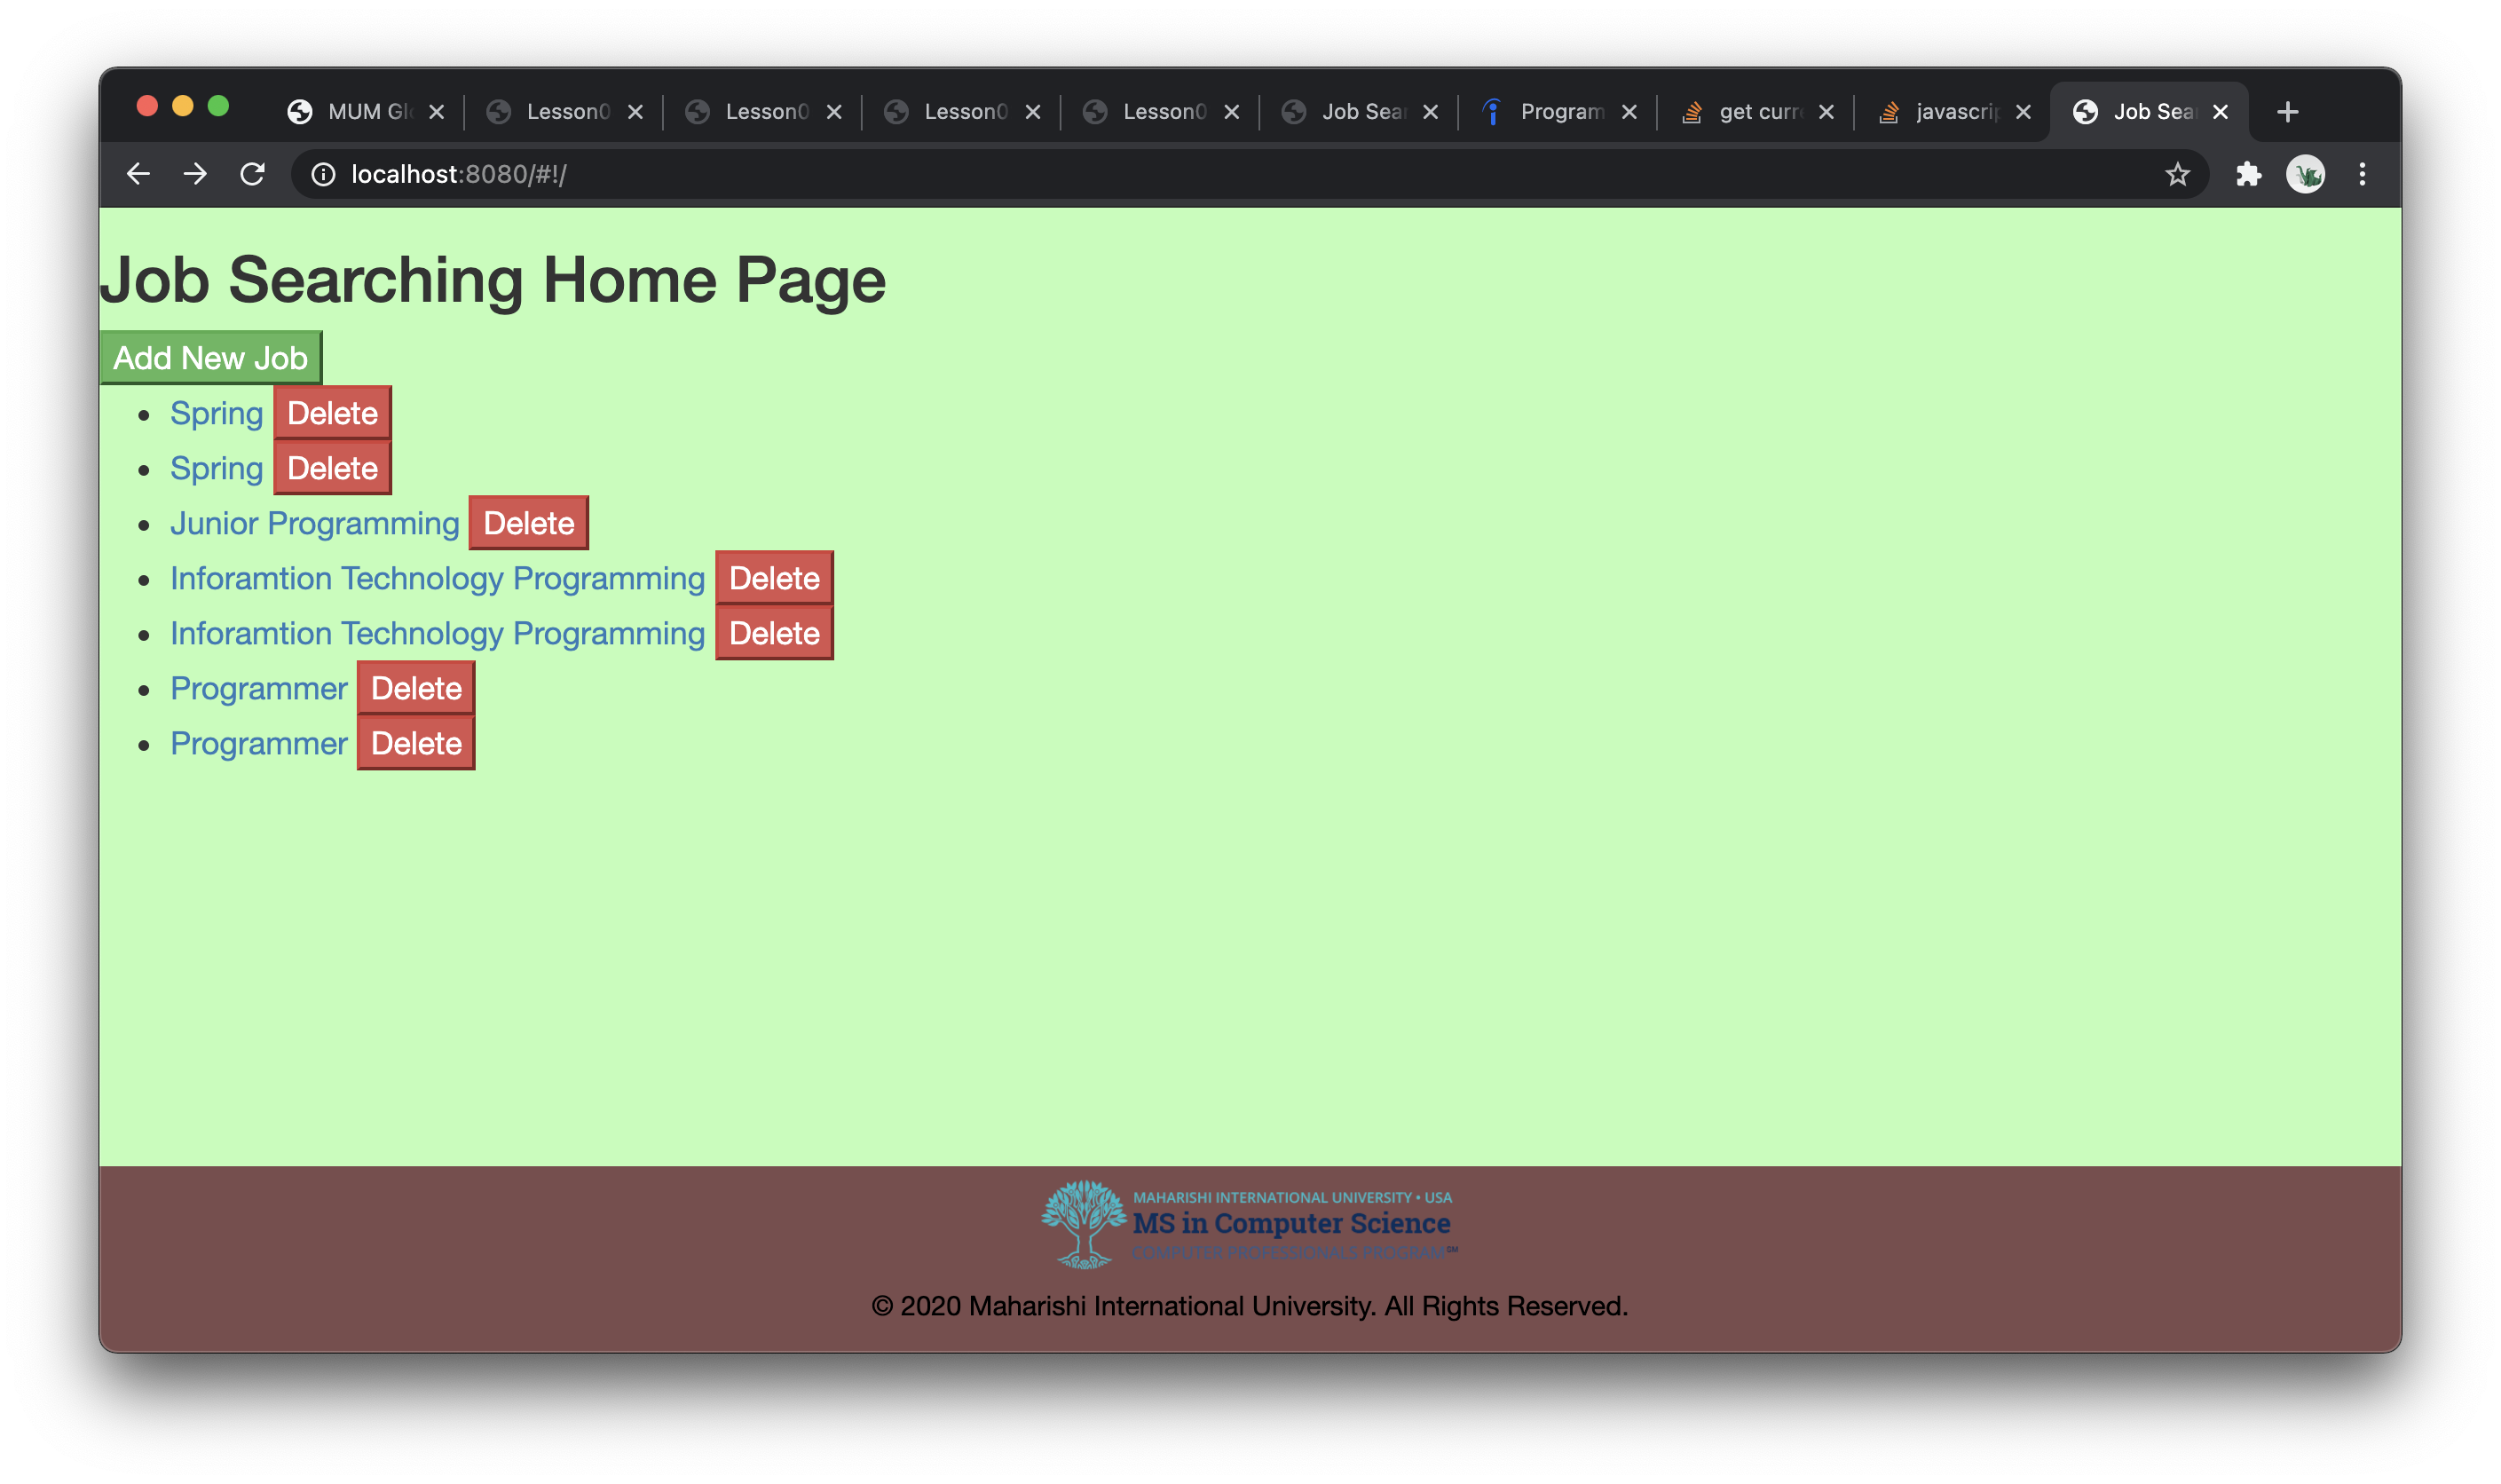 MUM Gl
Lesson0
Lesson0
Lesson0
Lesson0
Job Sea
Program
get curr
javascrip
Job Sea
localhost:8080/#!/
Job Searching Home Page
Add New Job
Spring Delete
Spring Delete
Junior Programming Delete
Inforamtion Technology Programming Delete
Inforamtion Technology Programming Delete
Programmer Delete
Programmer Delete
MAHARISHI INTERNATIONAL UNIVERSITY • USA
MS in Computer Science
COMPUTER PROFESSIONALS PROGRAM℠
© 2020 Maharishi International University. All Rights Reserved.